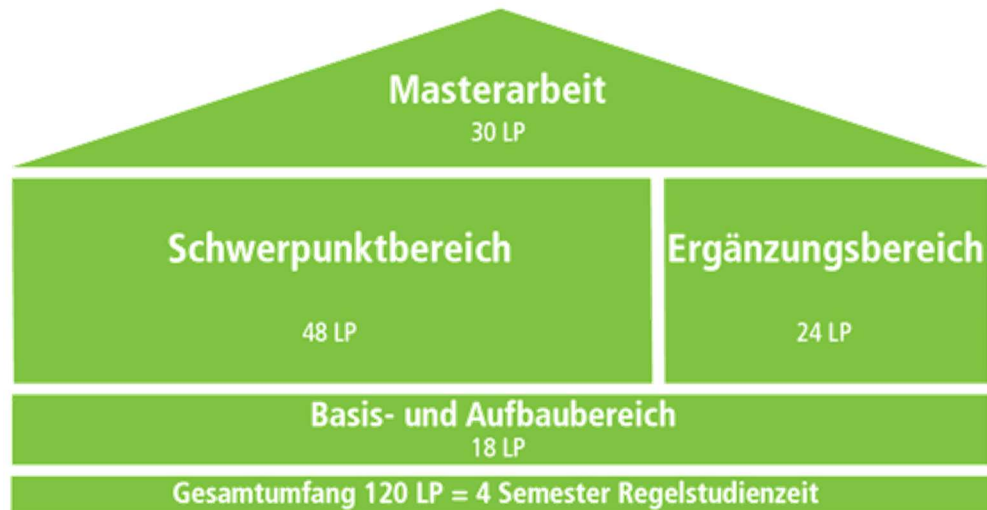 Masterarbeit
30 LP
Schwerpunktbereich
48 LP
Ergänzungsbereich
24 LP
Basis- und Aufbaubereich
18 LP
Gesamtumfang 120 LP = 4 Semester Regelstudienzeit